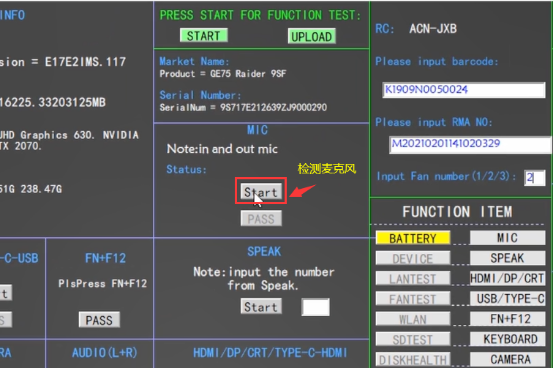 INFO
sion = E17E2IMS.117
16225.33203125MB
UHD Graphics 630. NVIDIA
TX 2070.
51G 238.47G
PRESS START FOR FUNCTION TEST:
START UPLOAD
Market Name:
Product = GE75 Raider 9SF
Serial Number:
SerialNum = 9S717E212639ZJ9000290
MIC
Note:in and out mic
Status:
检测麦克风
Start
PASS
RC: ACN-JXB
Please input barcode:
K1909N0050024
Please input RMA NO:
M20210201141020329
Input Fan number(1/2/3): 2
FUNCTION ITEM
BATTERY MIC
DEVICE SPEAK
LANTEST HDMI/DP/CRT
FANTEST USB/TYPE-C
WLAN FN+F12
SDTEST KEYBOARD
DISKHEALTH CAMERA
-C-USB
FN+F12
PlsPress FN+F12
PASS
SPEAK
Note:input the number
from Speak.
Start
RA
AUDIO(L+R)
HDMI/DP/CRT/TYPE-C-HDMI